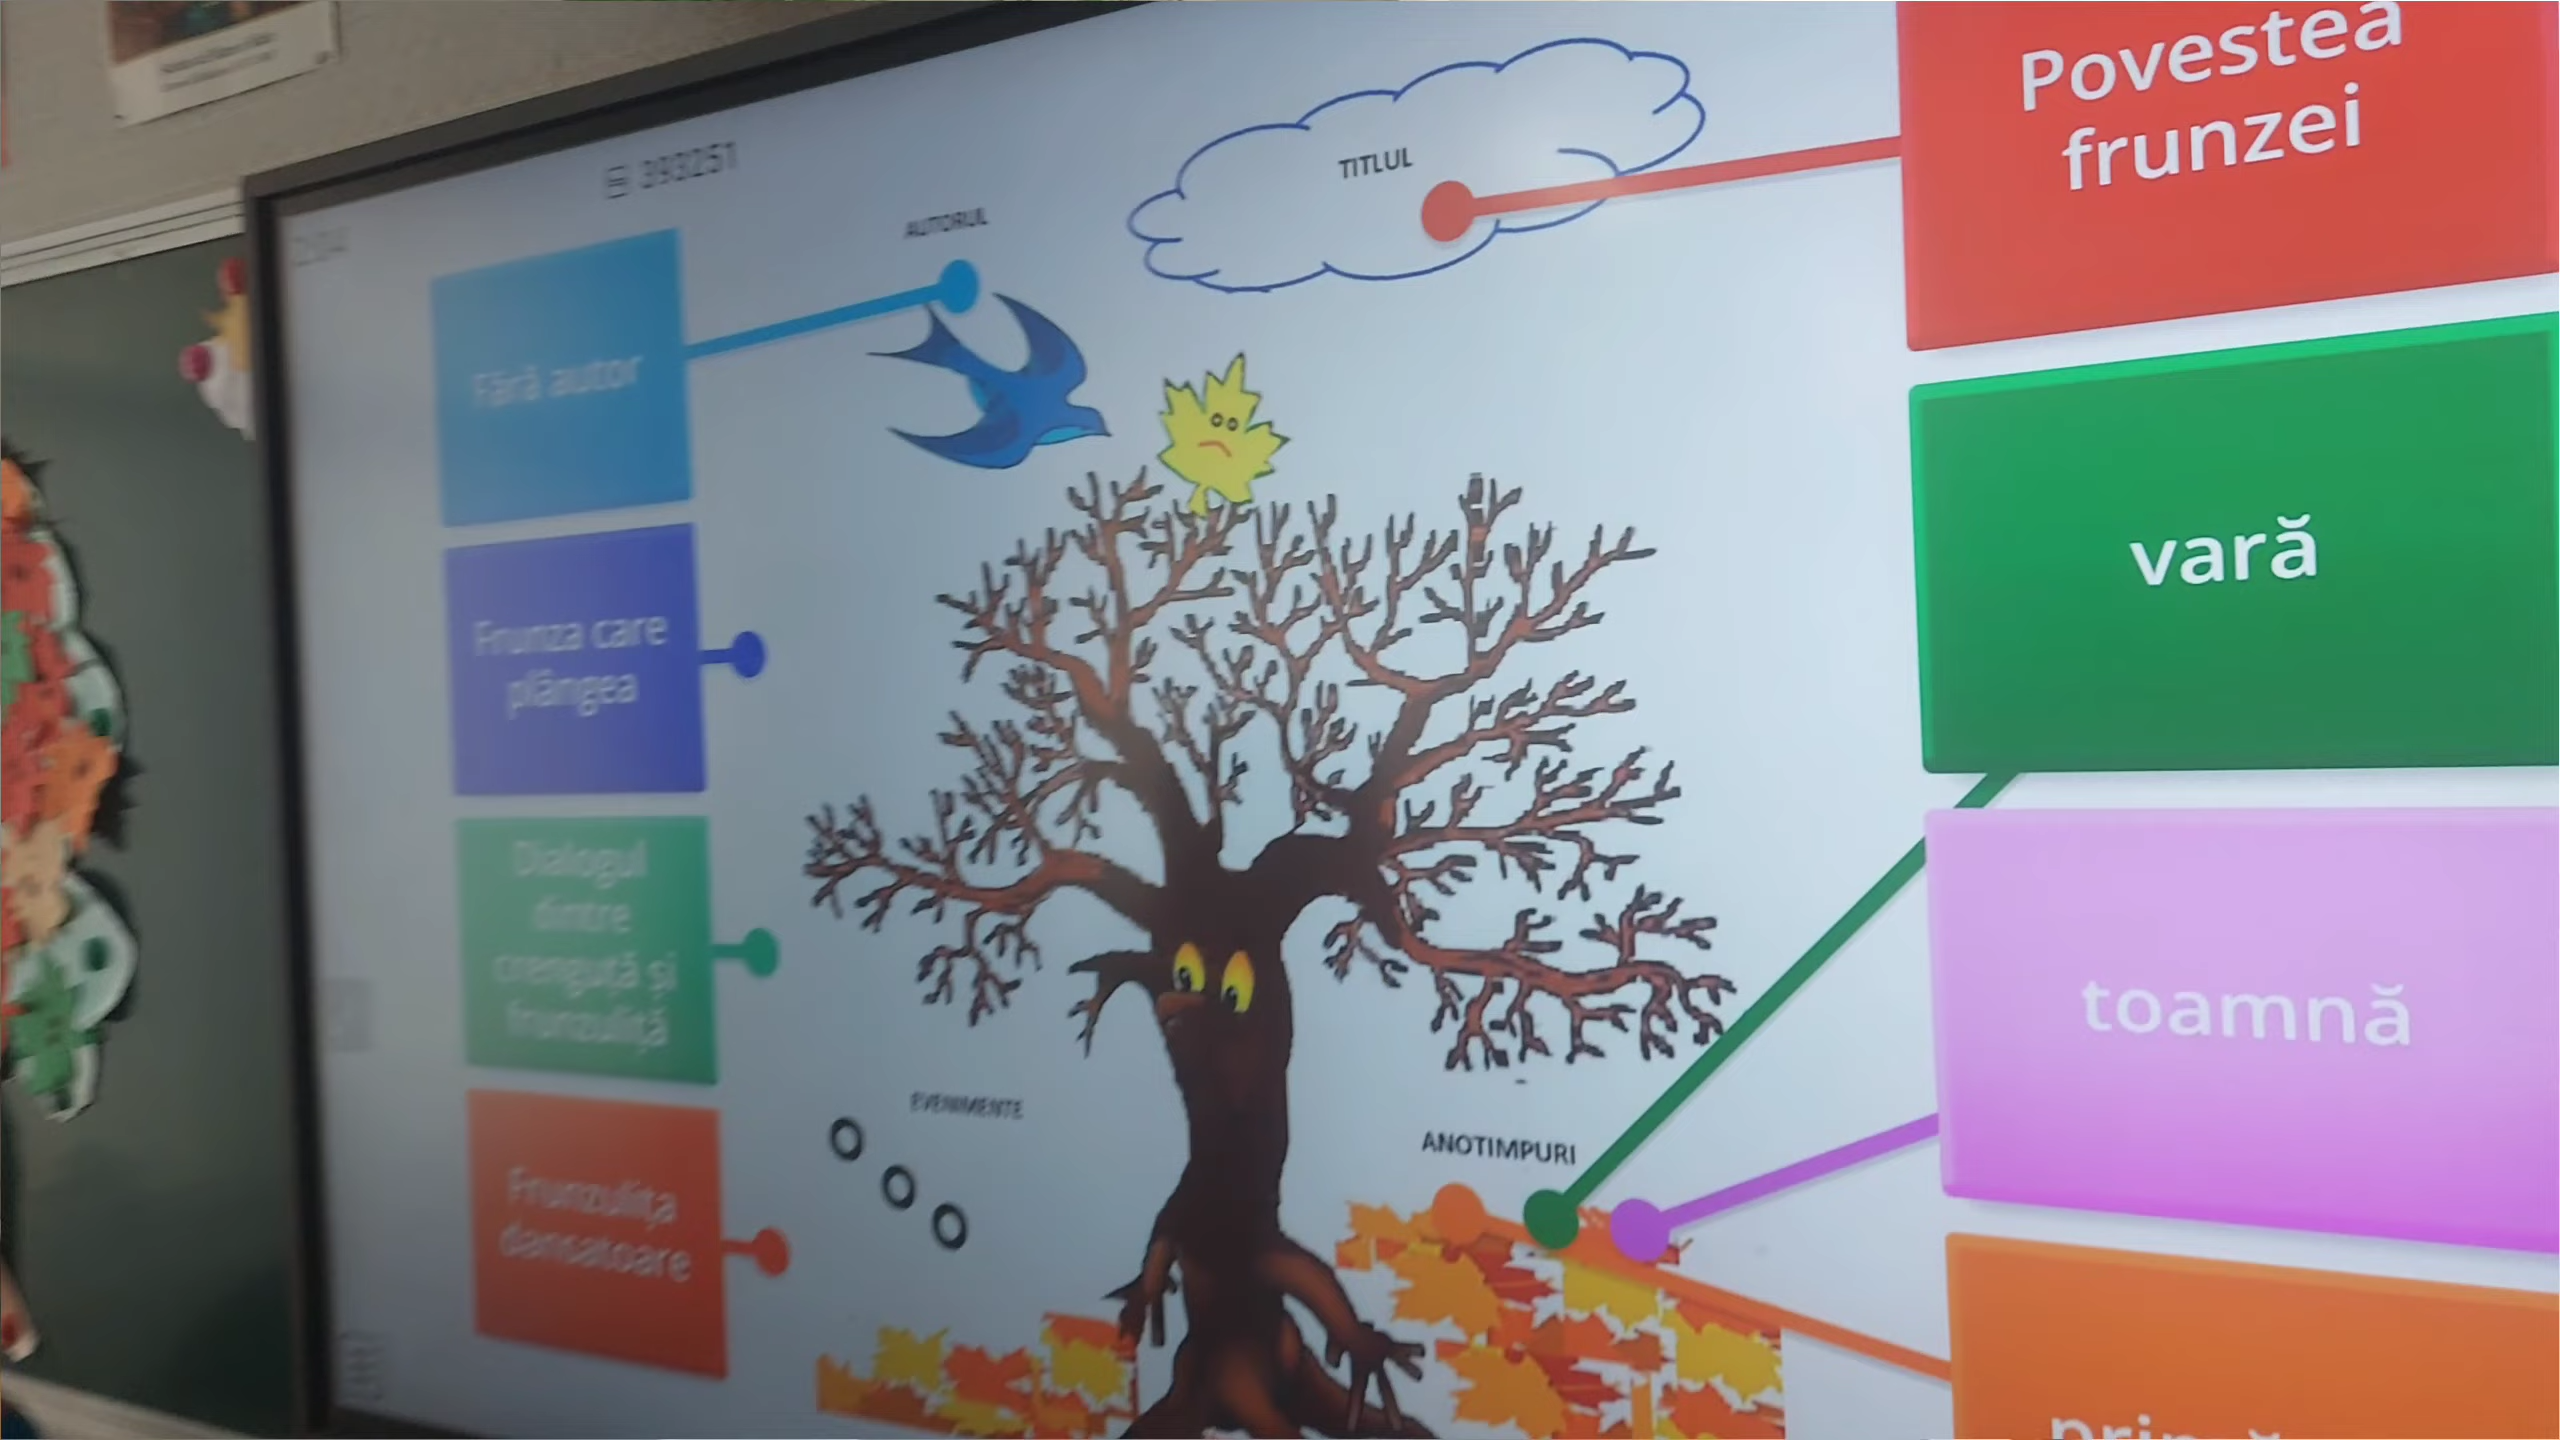 393251
AUTORUL
TITLUL
Povestea
frunzei
Fără autor
vară
Frunza care
plângea
toamnă
Dialogul
dintre
crenguță și
frunzuliță
Frunzulița
dansatoare
EVENIMENTE
ANOTIMPURI